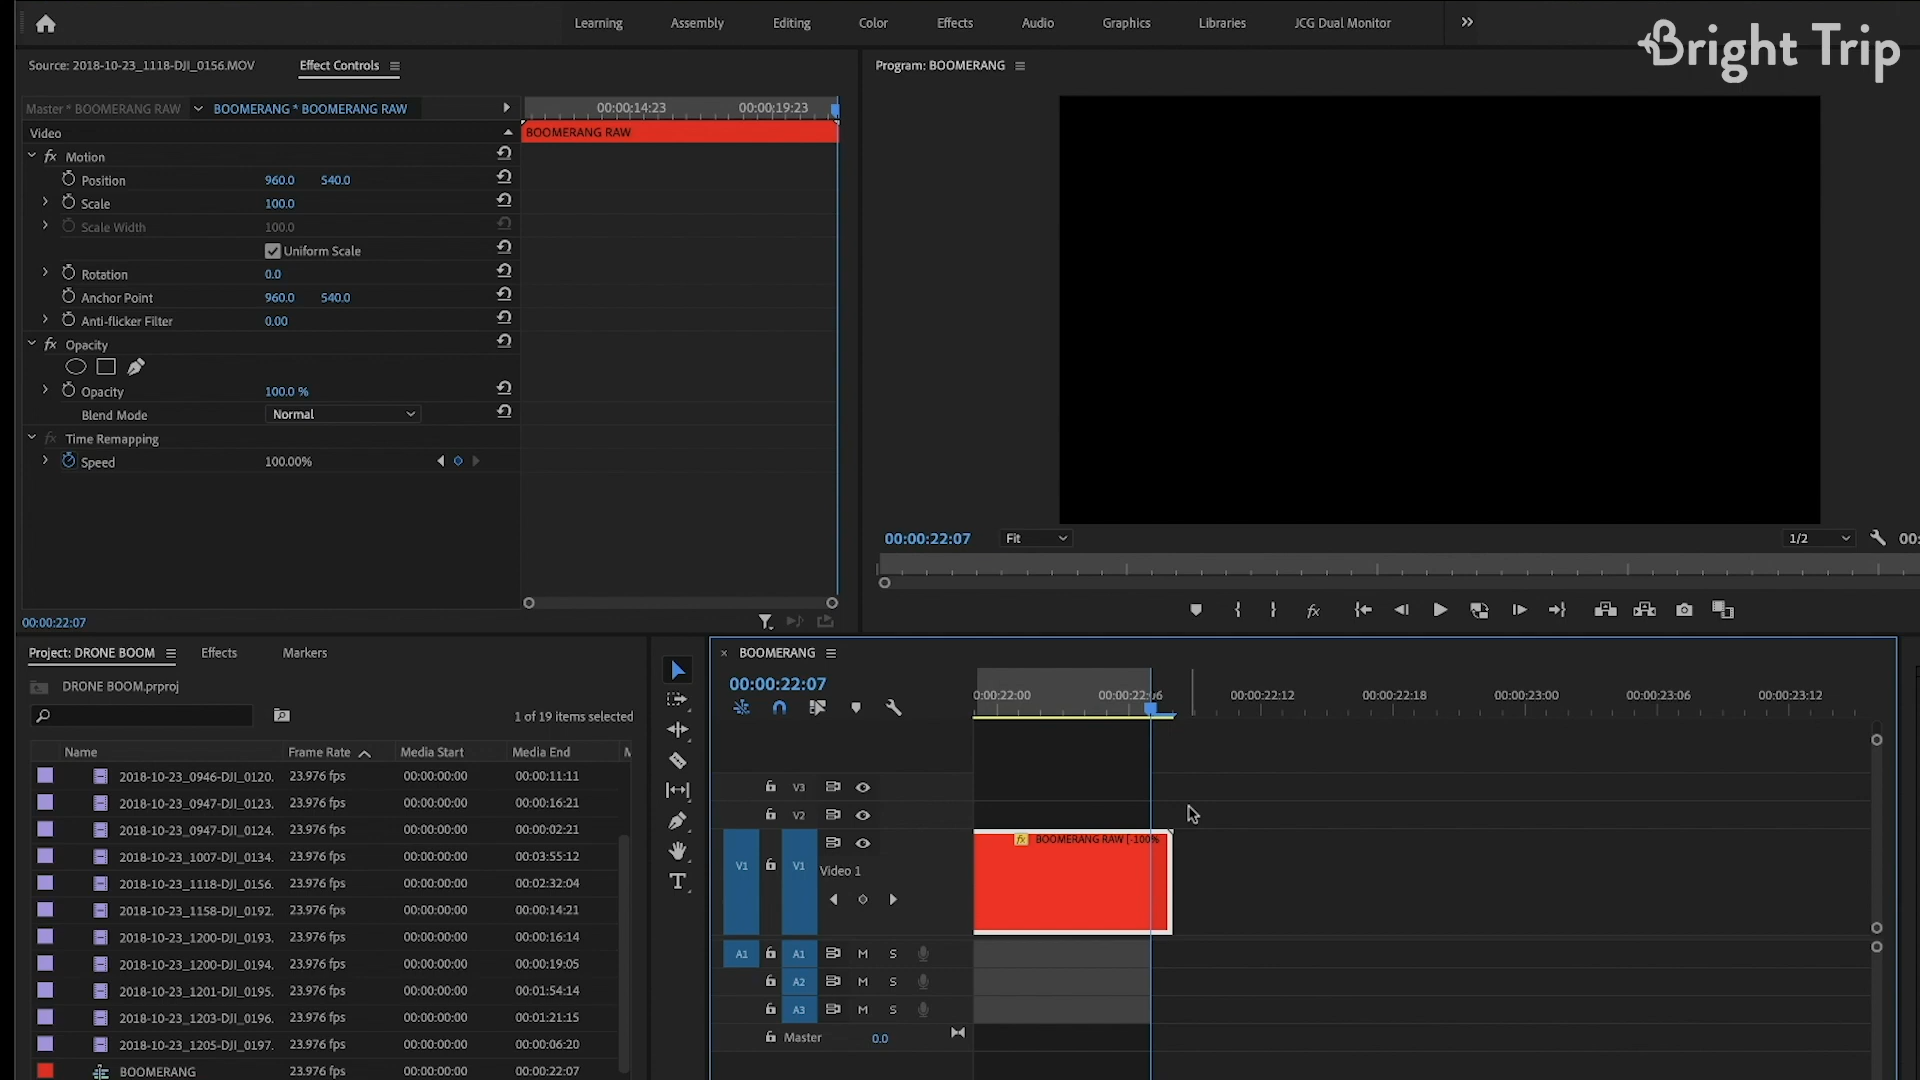 Learning Assembly Editing Color Effects Audio Graphics Libraries JCG Dual Monitor
Bright Trip
Source: 2018-10-23_1118-DJI_0156.MOV Effect Controls
Program: BOOMERANG
Master * BOOMERANG RAW BOOMERANG * BOOMERANG RAW
00:00:14:23 00:00:19:23
Video
BOOMERANG RAW
fx Motion
Position 960.0 540.0
Scale 100.0
Scale Width 100.0
Uniform Scale
Rotation 0.0
Anchor Point 960.0 540.0
Anti-flicker Filter 0.00
fx Opacity
Opacity 100.0 %
Blend Mode Normal
fx Time Remapping
Speed 100.00%
00:00:22:07
00:00:22:07 Fit 1/2 00:
fx
Project: DRONE BOOM Effects Markers
DRONE BOOM.prproj
1 of 19 items selected
Name Frame Rate Media Start Media End M
2018-10-23_0946-DJI_0120. 23.976 fps 00:00:00:00 00:00:11:11
2018-10-23_0947-DJI_0123. 23.976 fps 00:00:00:00 00:00:16:21
2018-10-23_0947-DJI_0124. 23.976 fps 00:00:00:00 00:00:02:21
2018-10-23_1007-DJI_0134. 23.976 fps 00:00:00:00 00:03:55:12
2018-10-23_1118-DJI_0156. 23.976 fps 00:00:00:00 00:02:32:04
2018-10-23_1158-DJI_0192. 23.976 fps 00:00:00:00 00:00:14:21
2018-10-23_1200-DJI_0193. 23.976 fps 00:00:00:00 00:00:16:14
2018-10-23_1200-DJI_0194. 23.976 fps 00:00:00:00 00:00:19:05
2018-10-23_1201-DJI_0195. 23.976 fps 00:00:00:00 00:01:54:14
2018-10-23_1203-DJI_0196. 23.976 fps 00:00:00:00 00:01:21:15
2018-10-23_1205-DJI_0197. 23.976 fps 00:00:00:00 00:00:06:20
BOOMERANG 23.976 fps 00:00:00:00 00:00:22:07
T
× BOOMERANG
00:00:22:07
0:00:22:00 00:00:22:06 00:00:22:12 00:00:22:18 00:00:23:00 00:00:23:06 00:00:23:12
V3
V2
fx BOOMERANG RAW [-100%
V1 V1
Video 1
A1 A1 M S
A2 M S
A3 M S
Master 0.0